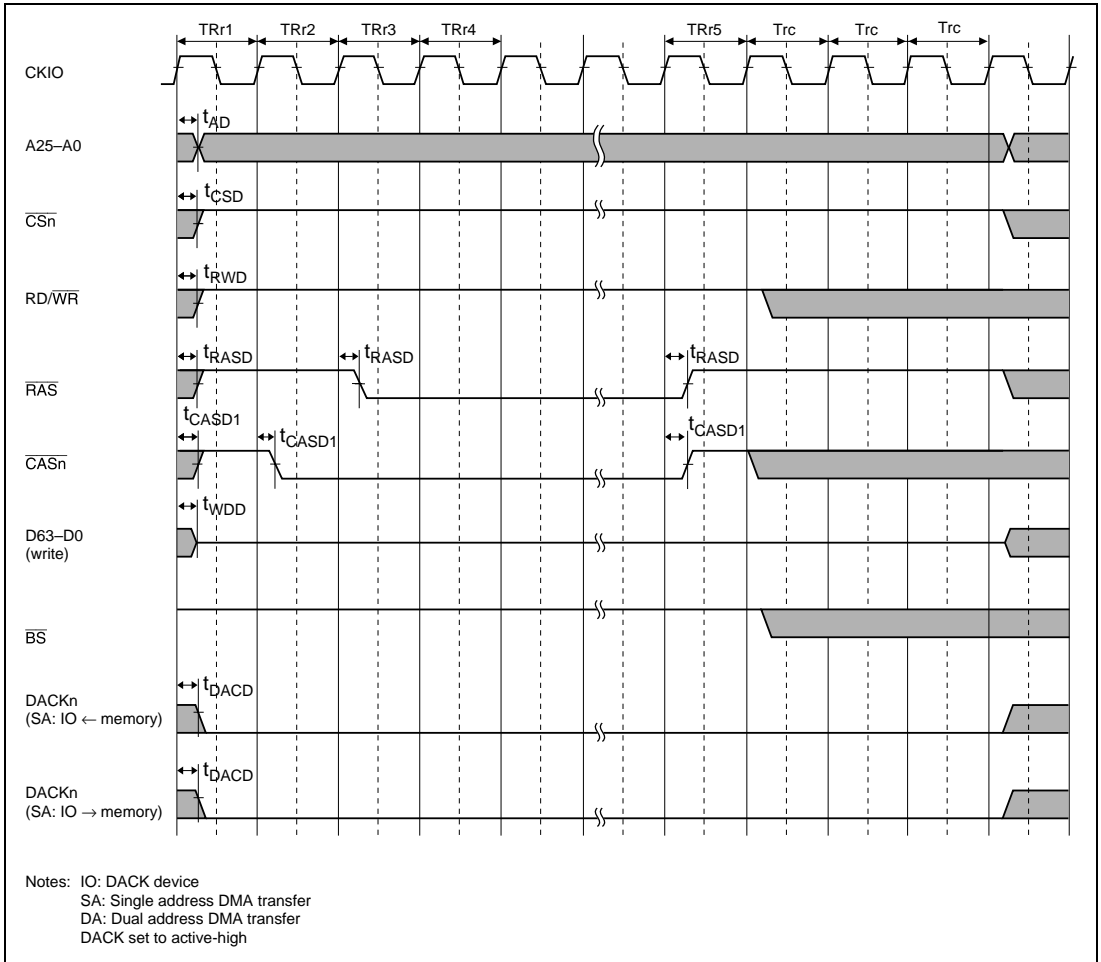 TRr1 TRr2 TRr3 TRr4 TRr5 Trc Trc Trc
CKIO
tAD
A25–A0
tCSD
CSn
tRWD
RD/WR
tRASD tRASD tRASD
RAS
tCASD1 tCASD1 tCASD1
CASn
tWDD
D63–D0
(write)
BS
tDACD
DACKn
(SA: IO ← memory)
tDACD
DACKn
(SA: IO → memory)
Notes: IO: DACK device
SA: Single address DMA transfer
DA: Dual address DMA transfer
DACK set to active-high